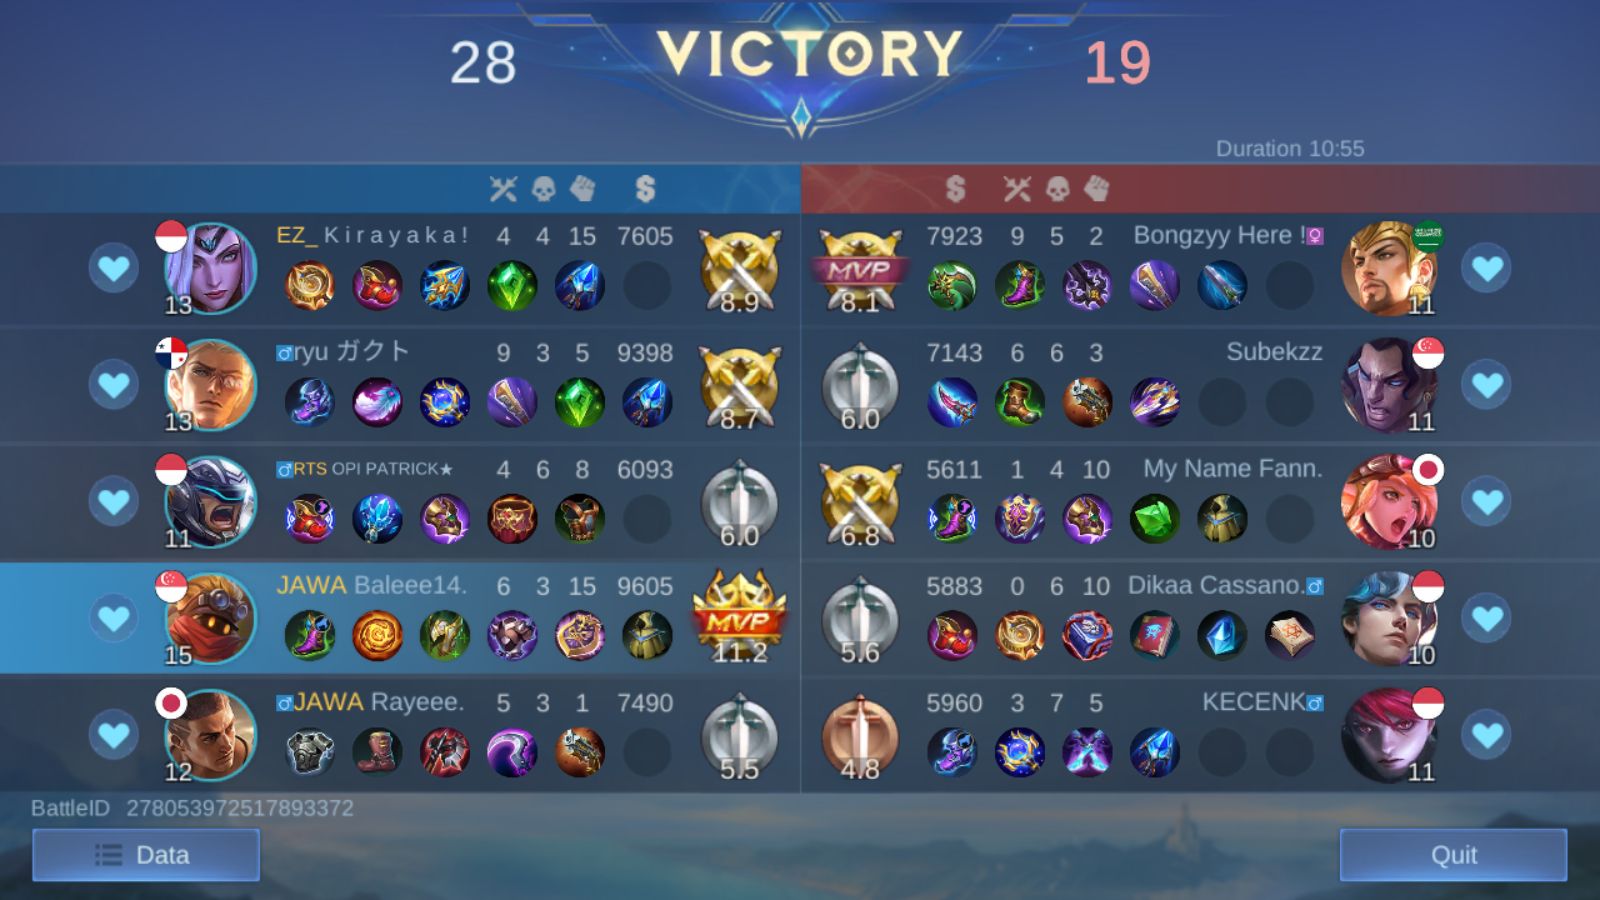 28 VICTORY 19
Duration 10:55
EZ_Kirayaka! 4 4 15 7605
13 8.9
ryu ガクト 9 3 5 9398
13 8.7
RTS OPI PATRICK★ 4 6 8 6093
11 6.0
JAWA Baleee14. 6 3 15 9605
MVP
15 11.2
JAWA Rayeee. 5 3 1 7490
12 5.5
7923 9 5 2 Bongzyy Here !
MVP
8.1 11
7143 6 6 3 Subekzz
6.0 11
5611 1 4 10 My Name Fann.
6.8 10
5883 0 6 10 Dikaa Cassano.
5.6 10
5960 3 7 5 KECENK
4.8 11
BattleID 278053972517893372
Data
Quit